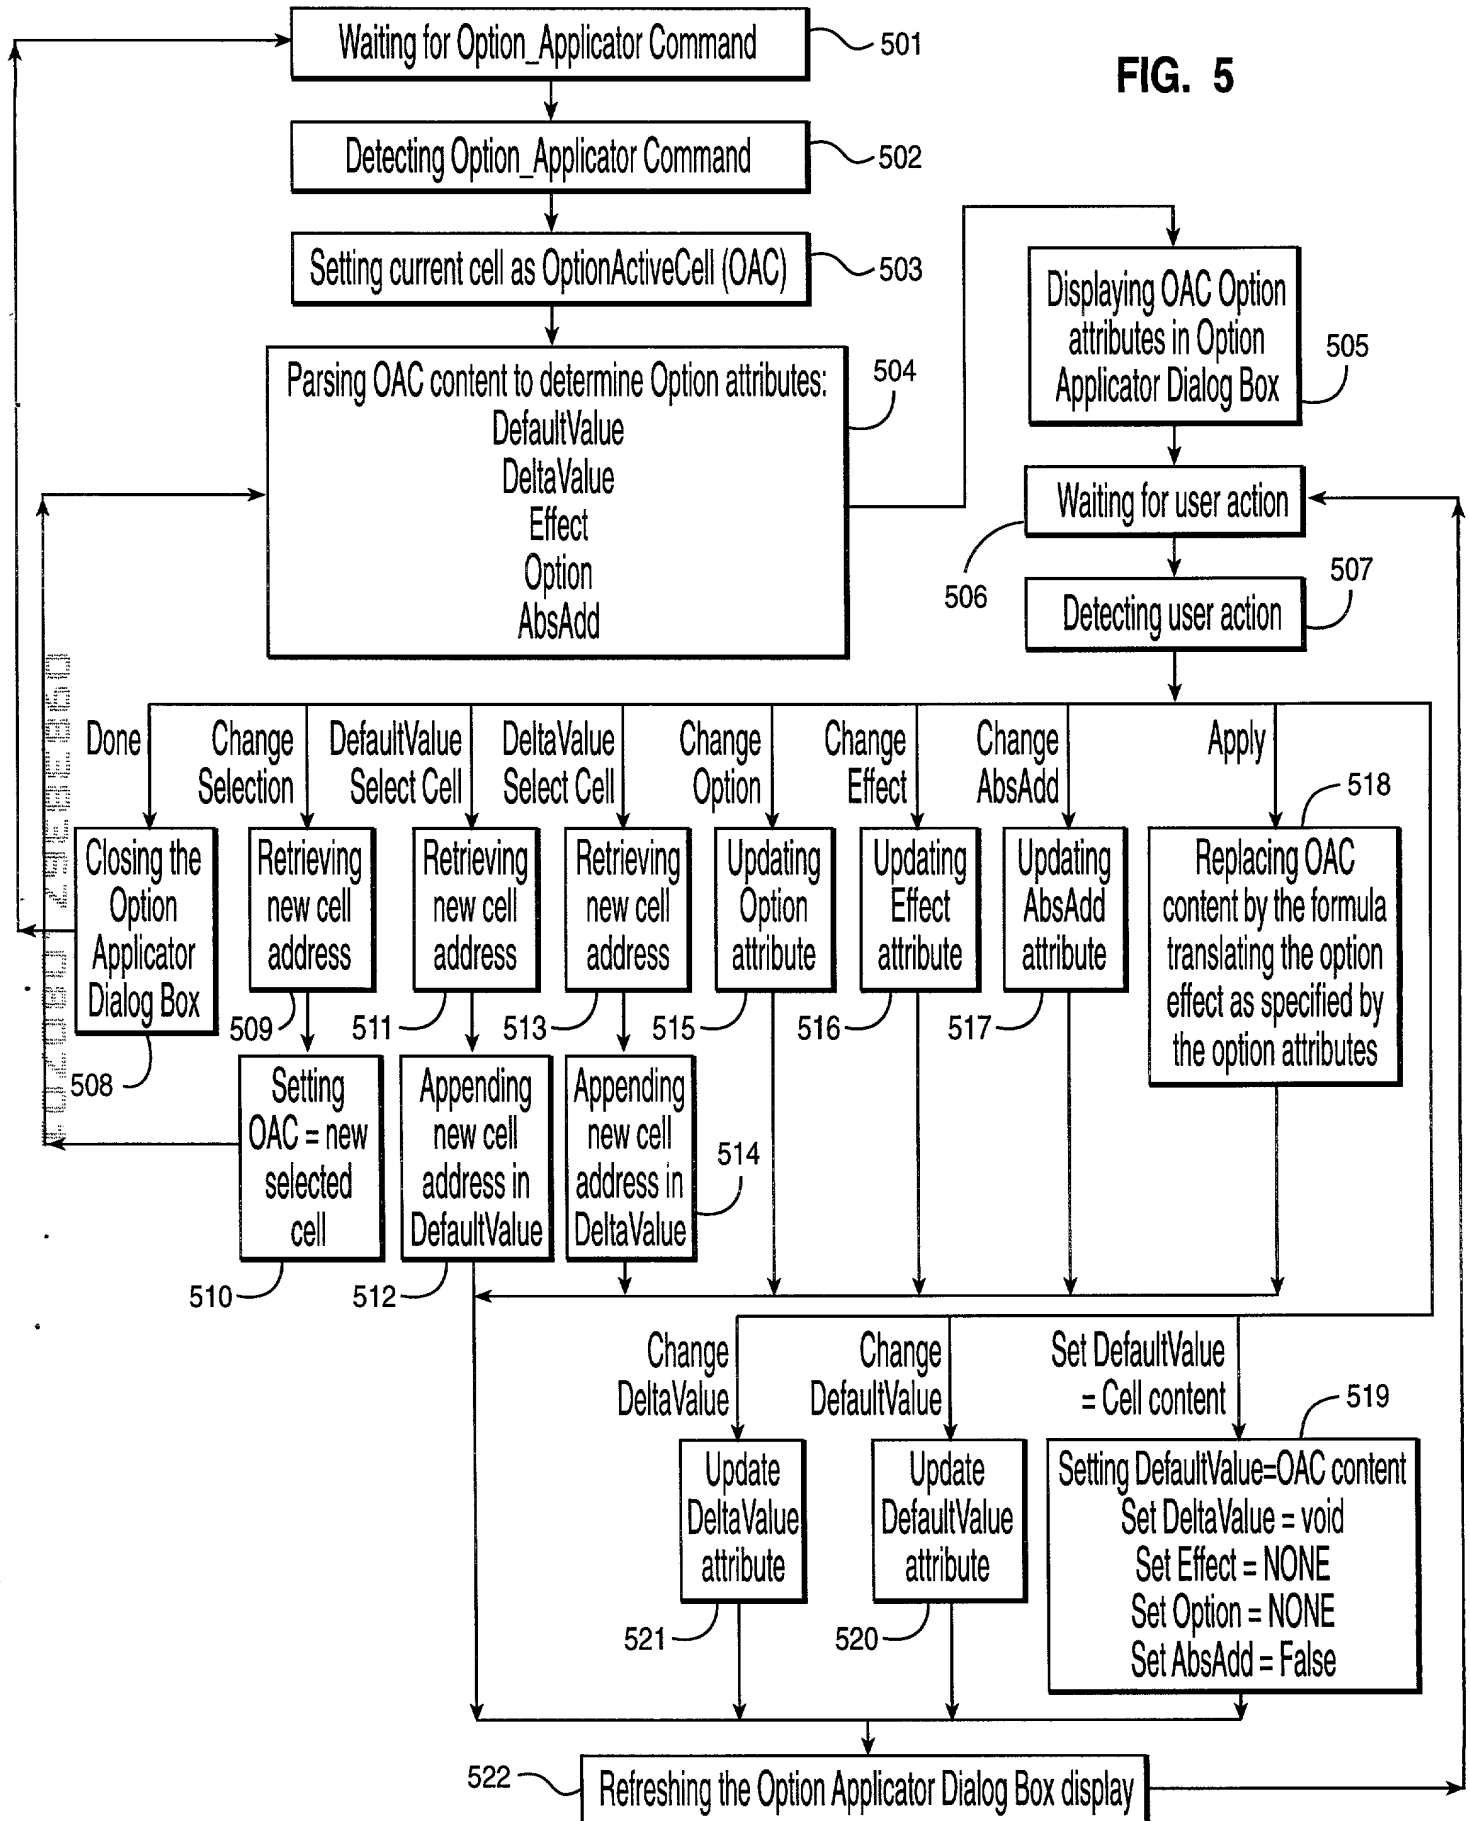 Waiting for Option_Applicator Command
501
FIG. 5
Detecting Option_Applicator Command
502
Setting current cell as OptionActiveCell (OAC)
503
Parsing OAC content to determine Option attributes:
DefaultValue
DeltaValue
Effect
Option
AbsAdd
504
Displaying OAC Option
attributes in Option
Applicator Dialog Box
505
Waiting for user action
506
Detecting user action
507
Done
Change
Selection
DefaultValue
Select Cell
DeltaValue
Select Cell
Change
Option
Change
Effect
Change
AbsAdd
Apply
518
Closing the
Option
Applicator
Dialog Box
508
Retrieving
new cell
address
509
Retrieving
new cell
address
511
Retrieving
new cell
address
513
Updating
Option
attribute
515
Updating
Effect
attribute
516
Updating
AbsAdd
attribute
517
Replacing OAC
content by the formula
translating the option
effect as specified by
the option attributes
Setting
OAC = new
selected
cell
510
Appending
new cell
address in
DefaultValue
512
Appending
new cell
address in
DeltaValue
514
Change
DeltaValue
Change
DefaultValue
Set DefaultValue
= Cell content
519
Update
DeltaValue
attribute
521
Update
DefaultValue
attribute
520
Setting DefaultValue=OAC content
Set DeltaValue = void
Set Effect = NONE
Set Option = NONE
Set AbsAdd = False
522
Refreshing the Option Applicator Dialog Box display